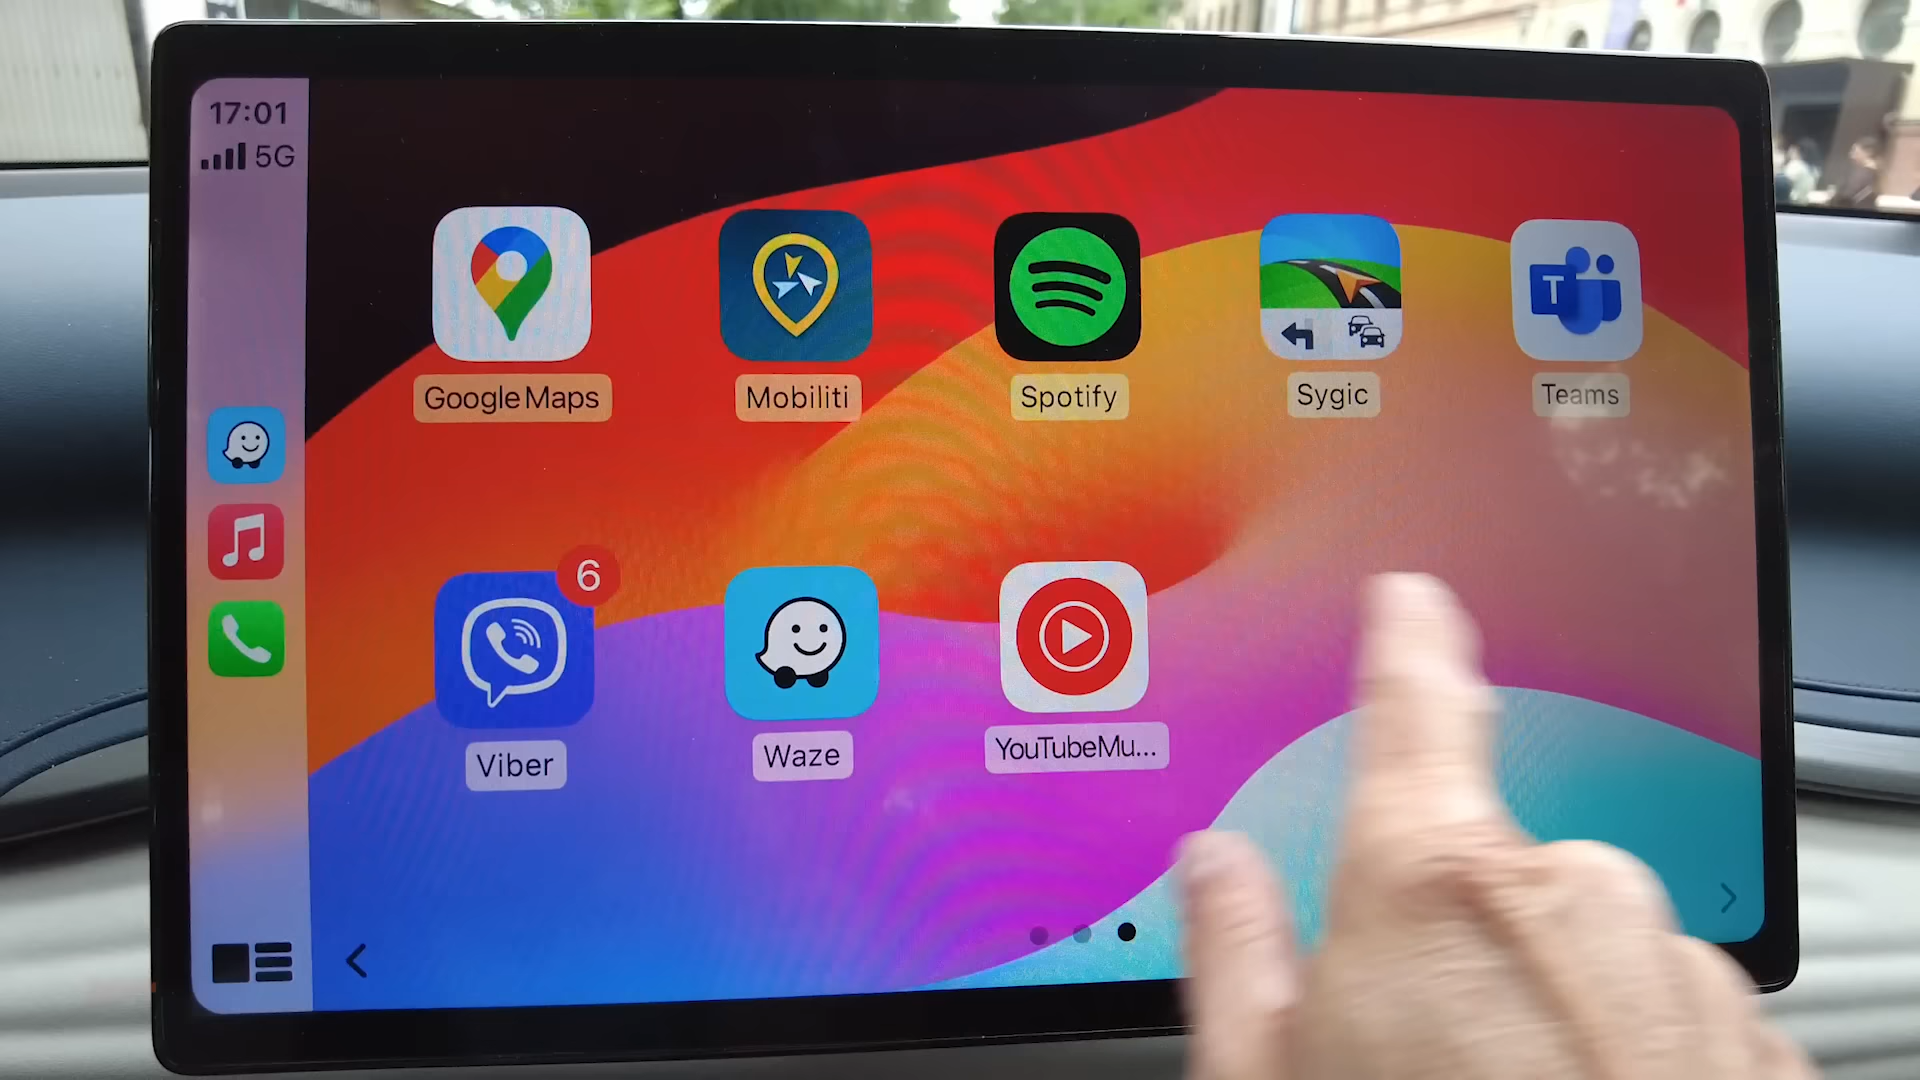 17:01
5G
Google Maps
Mobiliti
Spotify
Sygic
T
Teams
6
Viber
Waze
YouTubeMu...